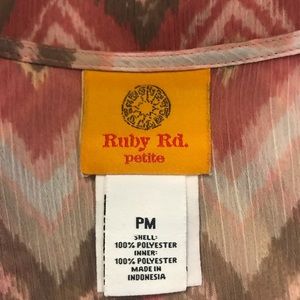 Ruby Rd.
petite
PM
SHELL:
100% POLYESTER
INNER:
100% POLYESTER
MADE IN
INDONESIA